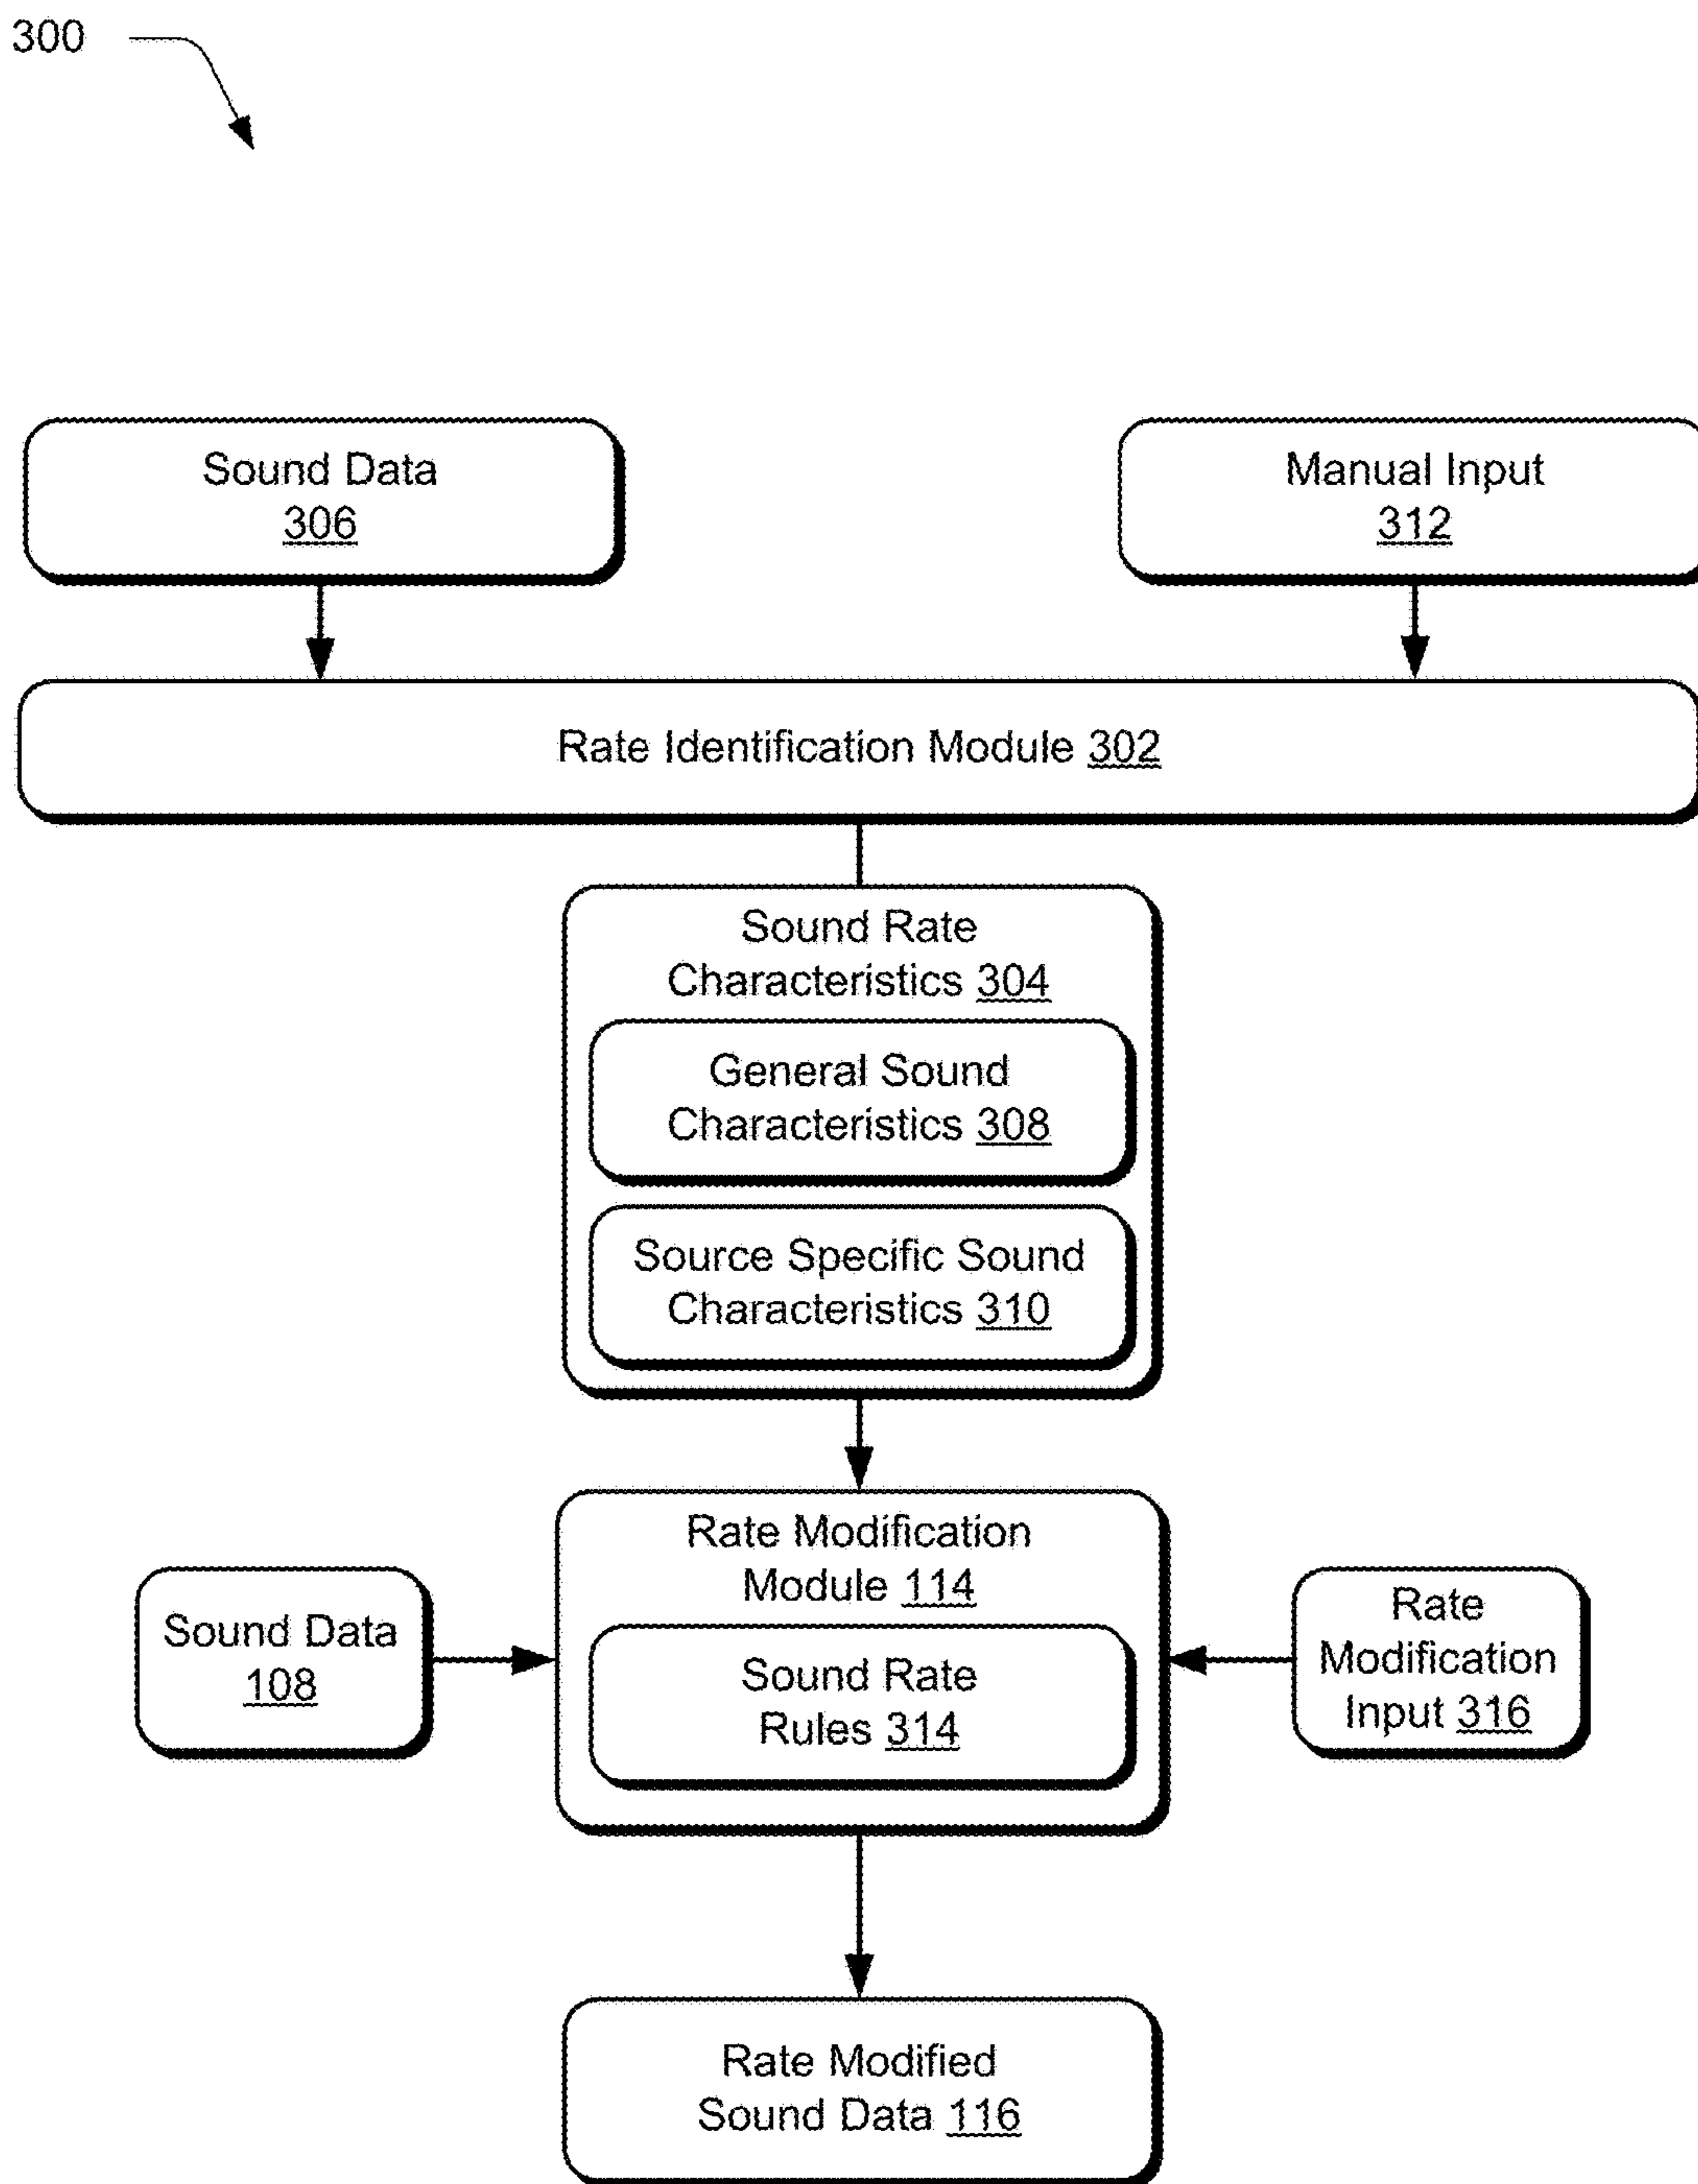 300
Sound Data
306
Manual Input
312
Rate Identification Module 302
Sound Rate
Characteristics 304
General Sound
Characteristics 308
Source Specific Sound
Characteristics 310
Rate Modification
Module 114
Sound Data
108
Sound Rate
Rules 314
Rate
Modification
Input 316
Rate Modified
Sound Data 116